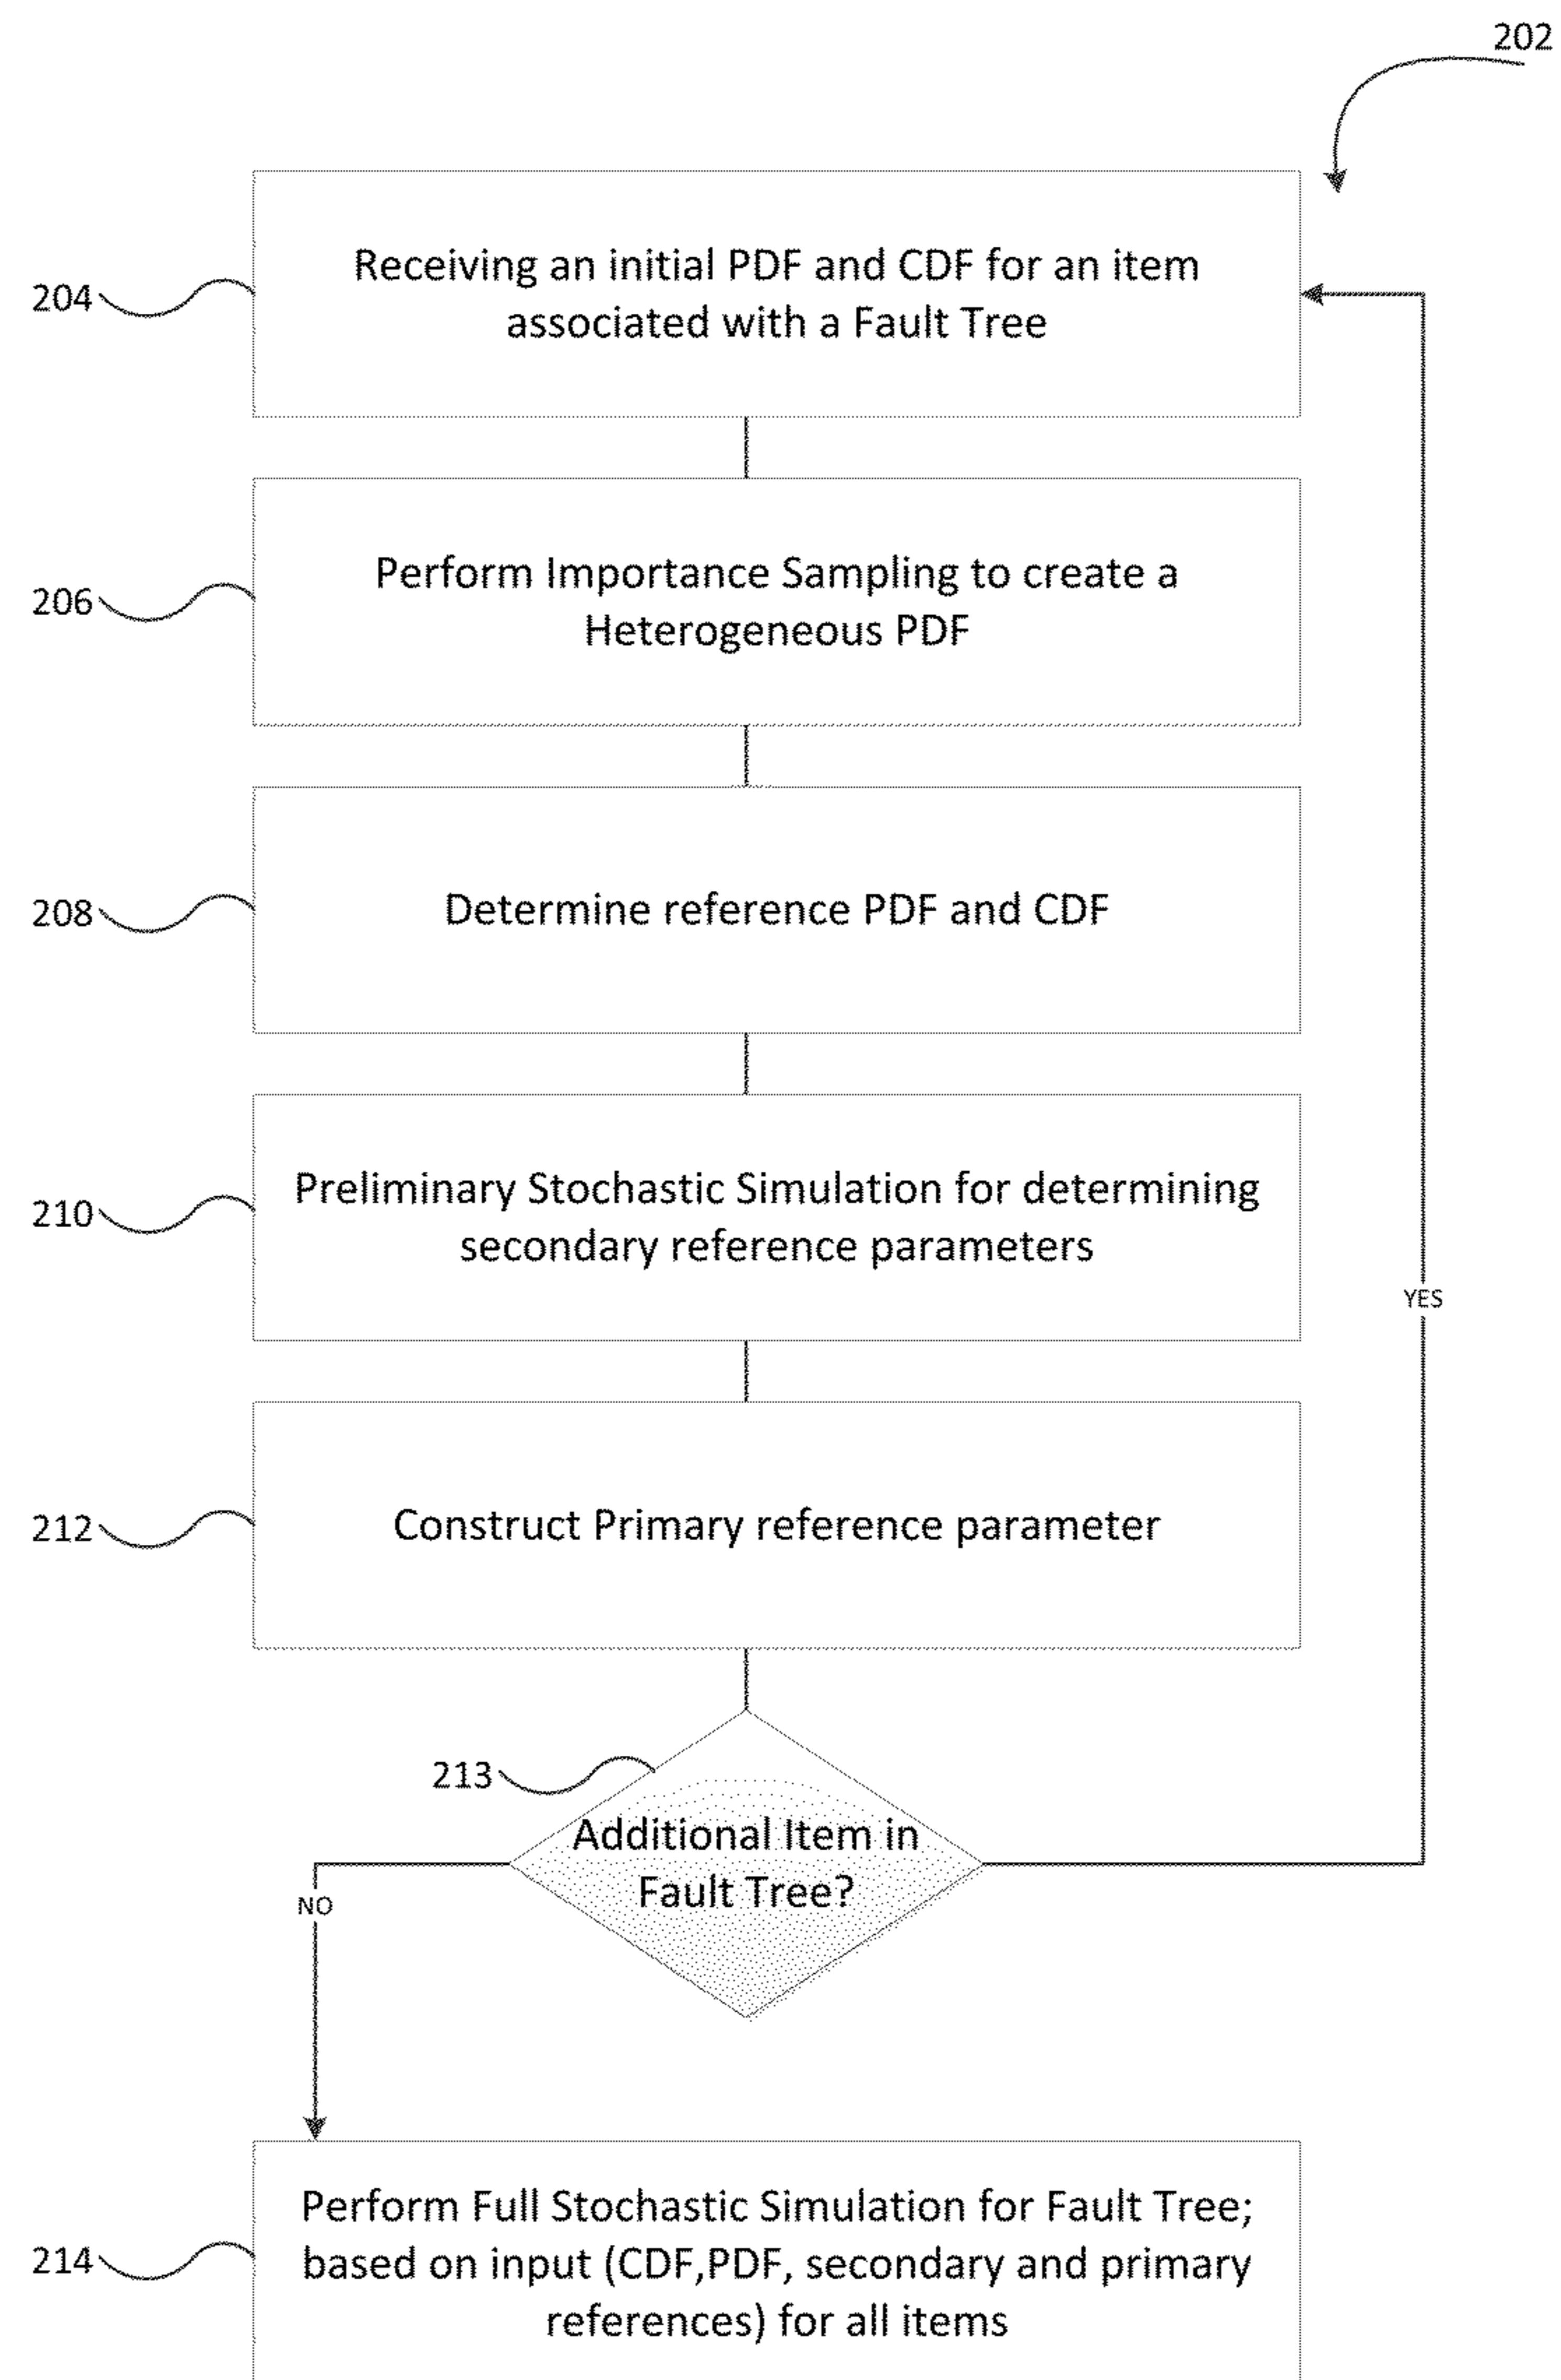 202
Receiving an initial PDF and CDF for an item
associated with a Fault Tree
204
Perform Importance Sampling to create a
Heterogeneous PDF
206
Determine reference PDF and CDF
208
Preliminary Stochastic Simulation for determining
secondary reference parameters
210
YES
Construct Primary reference parameter
212
213
Additional Item in
Fault Tree?
NO
Perform Full Stochastic Simulation for Fault Tree;
based on input (CDF,PDF, secondary and primary
references) for all items
214